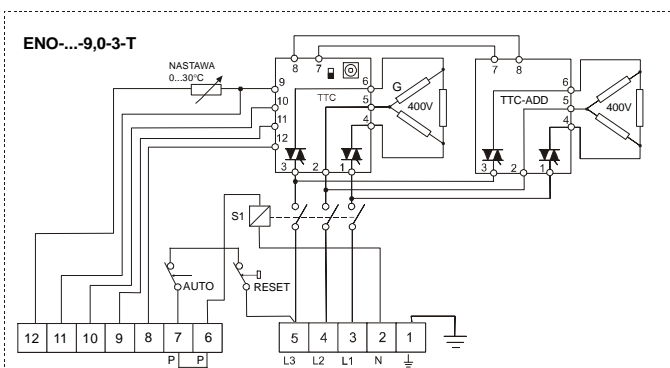 ENO-...-9,0-3-T
NASTAWA
0...30°C
8 7
9
10
11
12
TTC
6
5
4
G
400V
3 2 1
7 8
TTC-ADD
6
5
4
400V
3 2 1
S1
AUTO
RESET
12 11 10 9 8 7 6
P P
5 4 3 2 1
L3 L2 L1 N